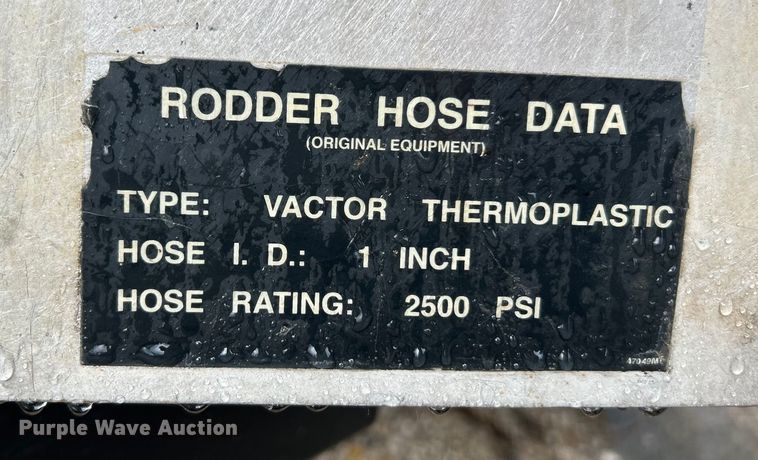 RODDER HOSE DATA
(ORIGINAL EQUIPMENT)
TYPE: VACTOR THERMOPLASTIC
HOSE I. D.: 1 INCH
HOSE RATING: 2500 PSI
Purple Wave Auction